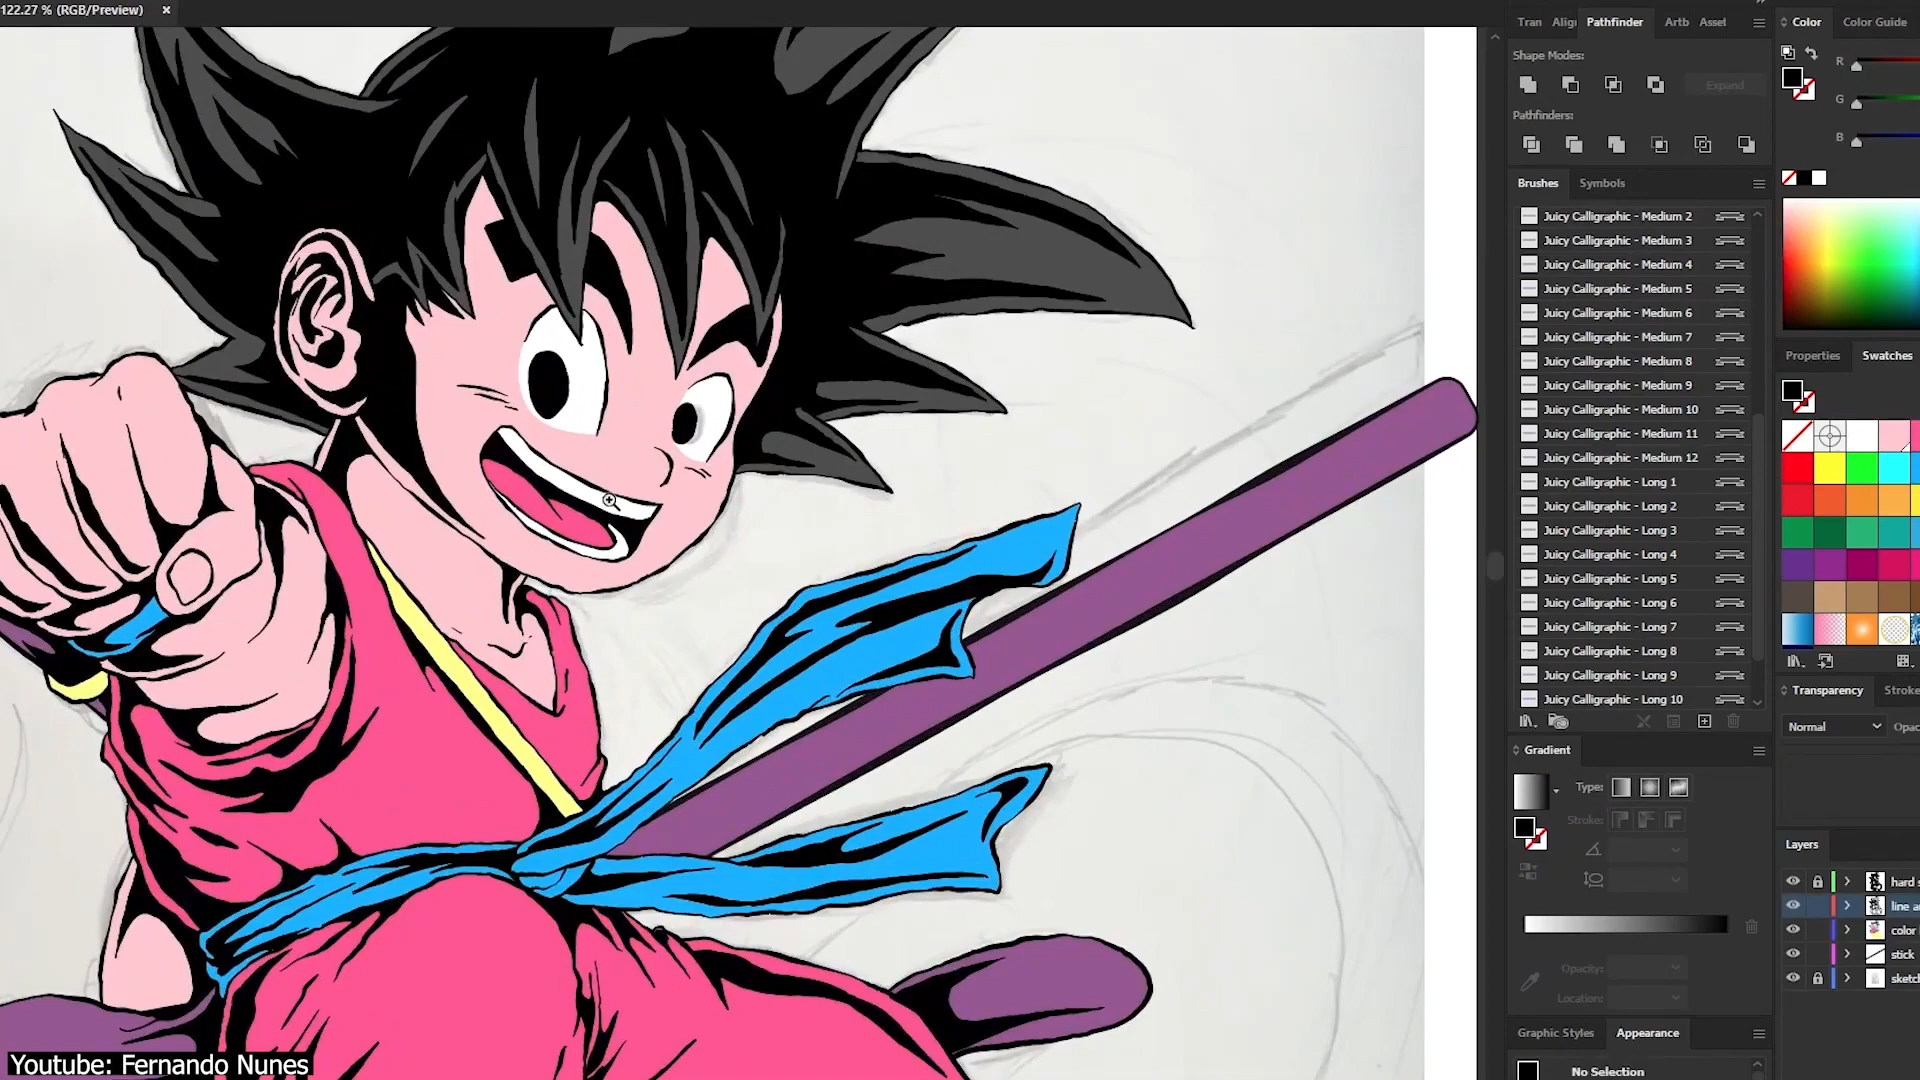 122.27 % (RGB/Preview) ×
Tran Alig Pathfinder Artb Asset
Color Color Guide
Shape Modes:
Expand
R
G
B
Pathfinders:
Brushes Symbols
Juicy Calligraphic - Medium 2
Juicy Calligraphic - Medium 3
Juicy Calligraphic - Medium 4
Juicy Calligraphic - Medium 5
Juicy Calligraphic - Medium 6
Juicy Calligraphic - Medium 7
Juicy Calligraphic - Medium 8
Juicy Calligraphic - Medium 9
Juicy Calligraphic - Medium 10
Juicy Calligraphic - Medium 11
Juicy Calligraphic - Medium 12
Juicy Calligraphic - Long 1
Juicy Calligraphic - Long 2
Juicy Calligraphic - Long 3
Juicy Calligraphic - Long 4
Juicy Calligraphic - Long 5
Juicy Calligraphic - Long 6
Juicy Calligraphic - Long 7
Juicy Calligraphic - Long 8
Juicy Calligraphic - Long 9
Juicy Calligraphic - Long 10
Properties Swatches
Transparency Stroke
Normal Opac
Gradient
Type:
Stroke:
Opacity:
Location:
Layers
hard s
line a
color
stick
sketc
Graphic Styles Appearance
No Selection
Youtube: Fernando Nunes